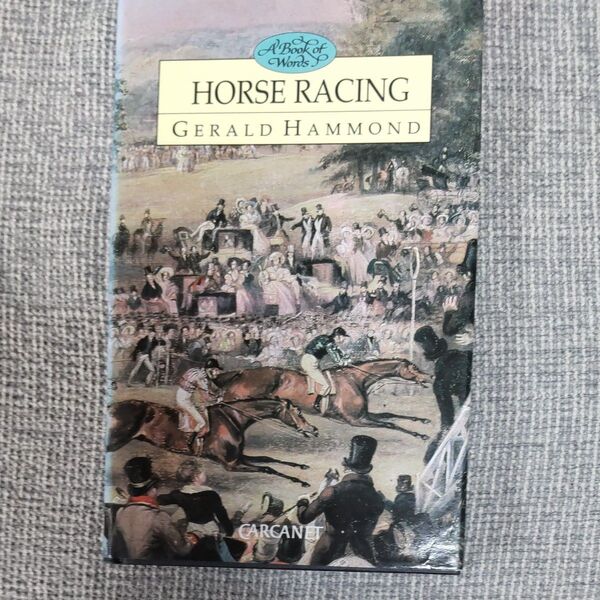 A Book of
Words
HORSE RACING
GERALD HAMMOND
CARCANET